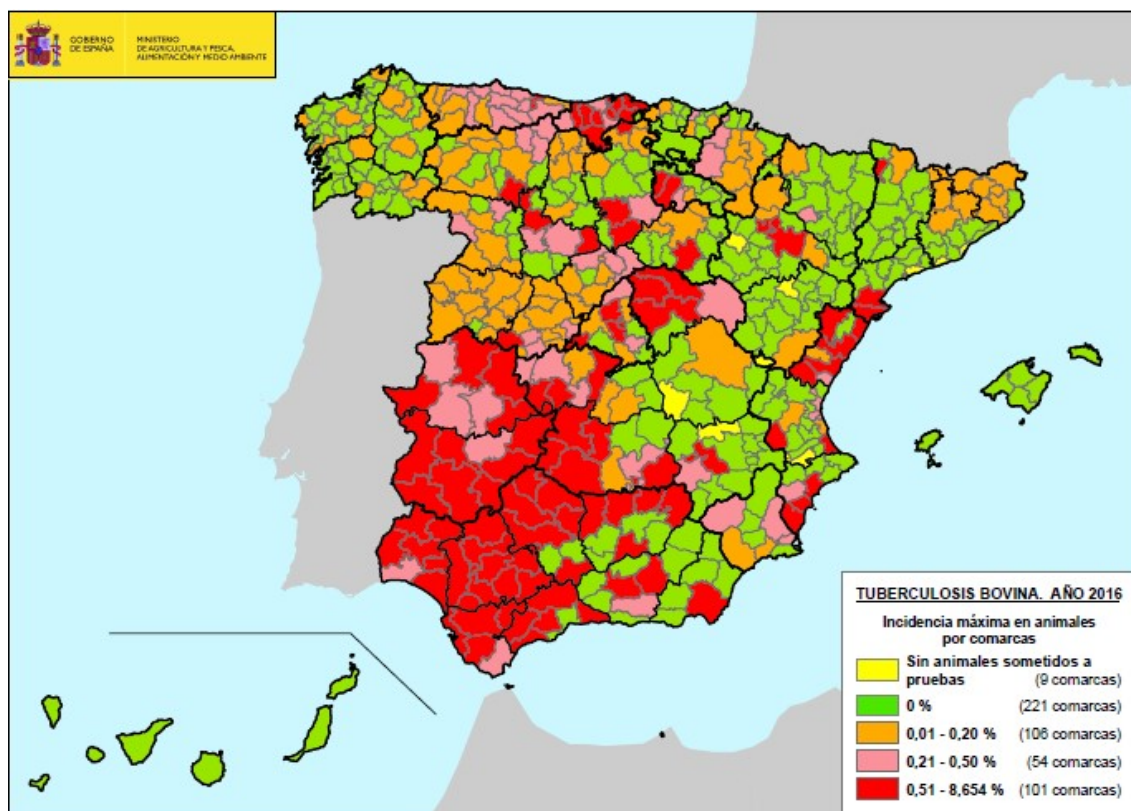 GOBIERNO
DE ESPAÑA
MINISTERIO
DE AGRICULTURA Y PESCA,
ALIMENTACIÓN Y MEDIO AMBIENTE
TUBERCULOSIS BOVINA. AÑO 2016
Incidencia máxima en animales
por comarcas
Sin animales sometidos a
pruebas (9 comarcas)
0 % (221 comarcas)
0,01 - 0,20 % (106 comarcas)
0,21 - 0,50 % (54 comarcas)
0,51 - 8,654 % (101 comarcas)